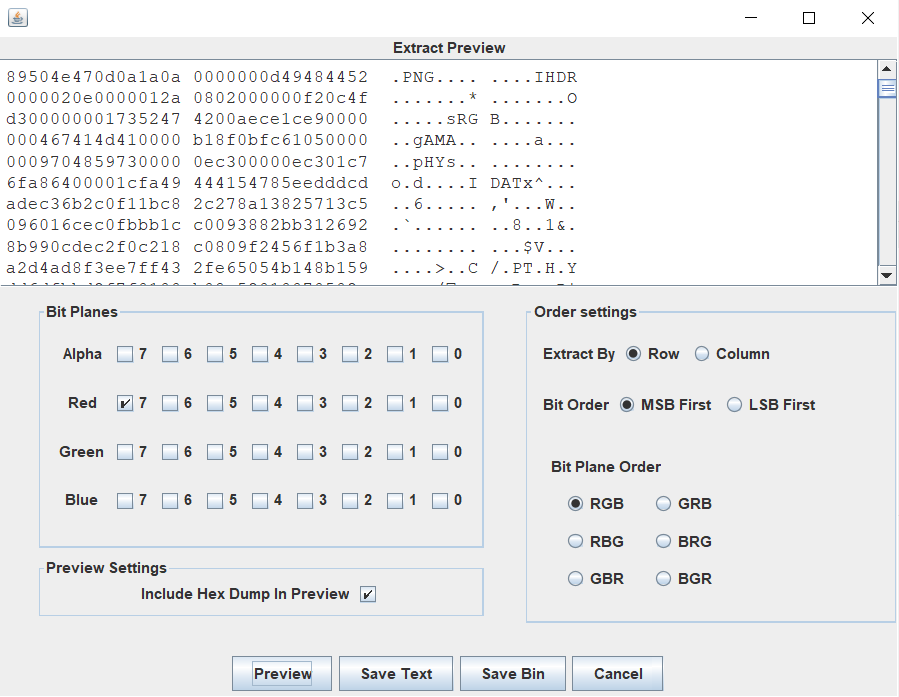 Extract Preview
89504e470d0a1a0a 0000000d49484452 .PNG.... ....IHDR
0000020e0000012a 0802000000f20c4f .......* .......O
d300000001735247 4200aece1ce90000 .....sRG B.......
000467414d410000 b18f0bfc61050000 ..gAMA.. ....a...
0009704859730000 0ec300000ec301c7 ..pHYs.. ........
6fa86400001cfa49 444154785eedddcd o.d....I DATx^...
adec36b2c0f11bc8 2c278a13825713c5 ..6..... ,'...W..
096016cec0fbbb1c c0093882bb312692 .`...... ..8..1&.
8b990cdec2f0c218 c0809f2456f1b3a8 ........ ...$V...
a2d4ad8f3ee7ff43 2fe65054b148b159 ....>..C /.PT.H.Y
Bit Planes
Alpha 7 6 5 4 3 2 1 0
Red 7 6 5 4 3 2 1 0
Green 7 6 5 4 3 2 1 0
Blue 7 6 5 4 3 2 1 0
Preview Settings
Include Hex Dump In Preview
Order settings
Extract By Row Column
Bit Order MSB First LSB First
Bit Plane Order
RGB GRB
RBG BRG
GBR BGR
Preview Save Text Save Bin Cancel